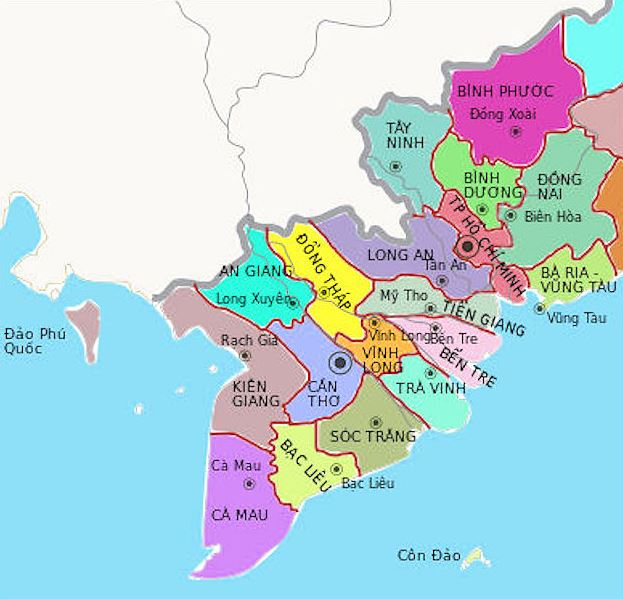 BÌNH PHƯỚC
Đồng Xoài
TÂY
NINH
BÌNH
DƯƠNG
ĐỒNG
NAI
Biên Hòa
TP HỒ CHÍ MINH
BÀ RIA -
VŨNG TÀU
Vũng Tàu
LONG AN
Tân An
ĐỒNG THÁP
AN GIANG
Long Xuyên
Mỹ Tho
TIỀN GIANG
Vĩnh Long
VĨNH
LONG
Bến Tre
BẾN TRE
Đảo Phú
Quốc
Rạch Giá
KIÊN
GIANG
CẦN
THƠ
TRÀ VINH
SÓC TRĂNG
BẠC LIÊU
Bạc Liêu
Cà Mau
CÀ MAU
Côn Đảo